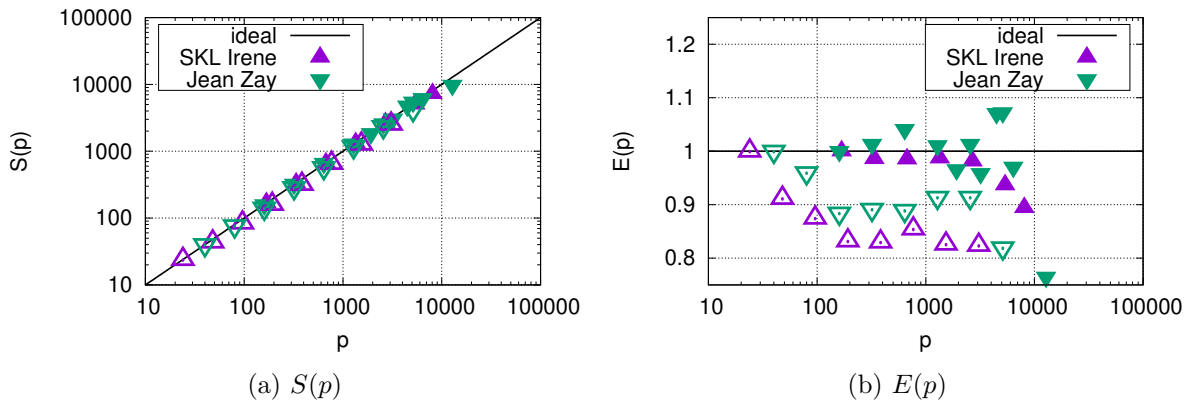 100000
10000
1000
100
10
S(p)
ideal
SKL Irene
Jean Zay
10 100 1000 10000 100000
p
(a) S(p)
1.2
1.1
1
0.9
0.8
E(p)
ideal
SKL Irene
Jean Zay
10 100 1000 10000 100000
p
(b) E(p)